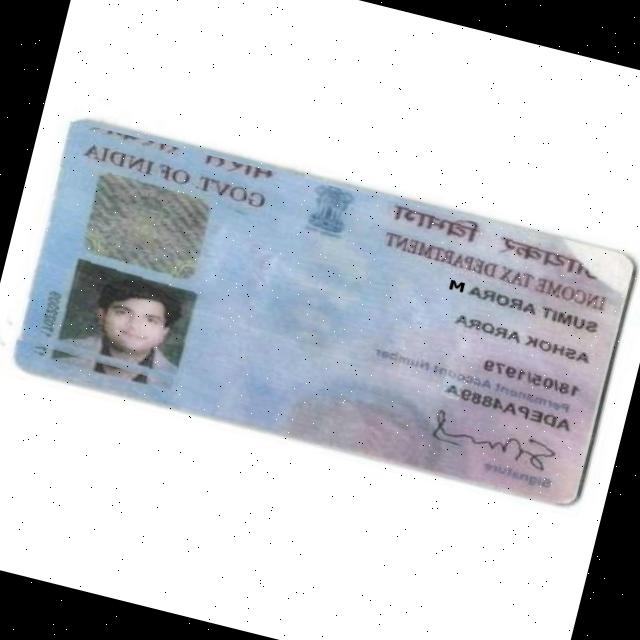 आयकर विभाग
INCOME TAX DEPARTMENT
भारत सरकार
GOVT. OF INDIA
SUMIT ARORA M
ASHOK ARORA
18/05/1979
Permanent Account Number
ADEPA4889A
Signature